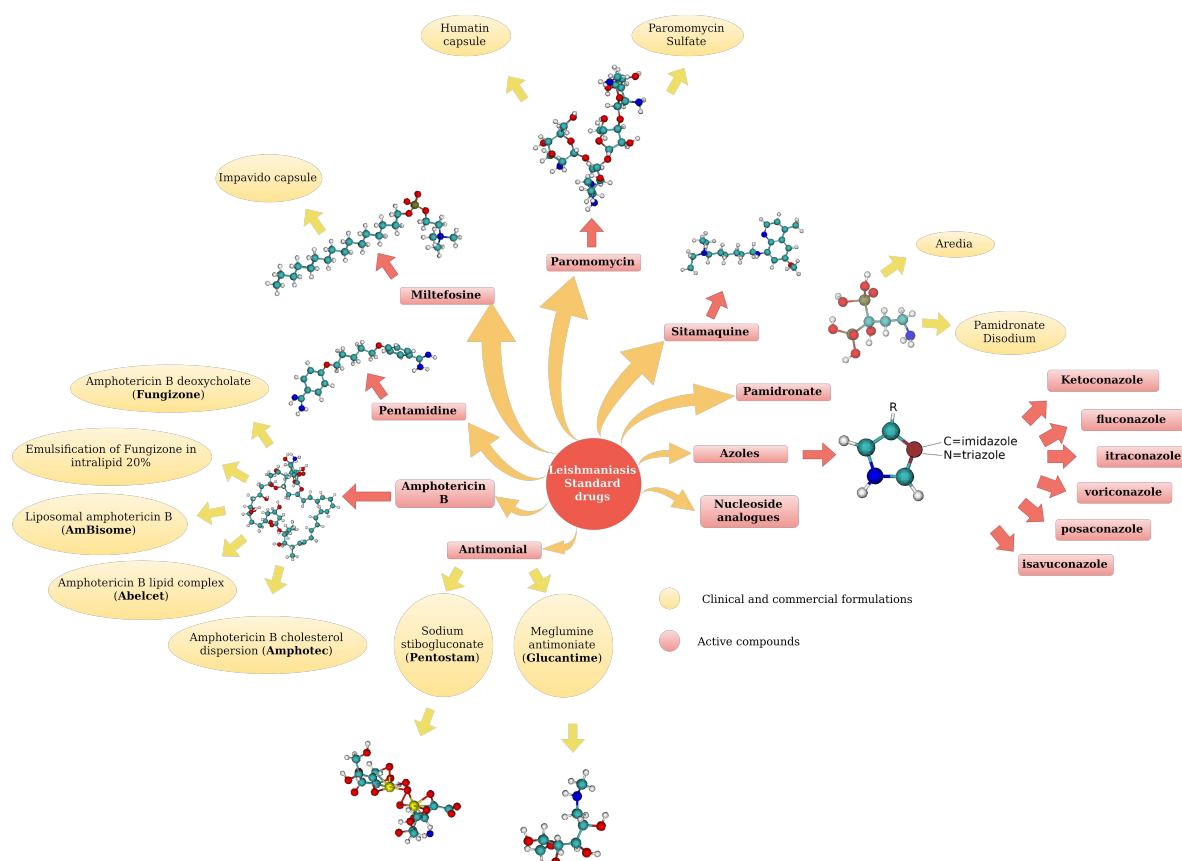 Humatin
capsule
Paromomycin
Sulfate
Impavido capsule
Aredia
Paromomycin
Miltefosine
Sitamaquine
Pamidronate
Disodium
Amphotericin B deoxycholate
(Fungizone)
Pentamidine
Pamidronate
Ketoconazole
R
fluconazole
C=imidazole
N=triazole
Emulsification of Fungizone in
intralipid 20%
Leishmaniasis
Standard
drugs
Azoles
itraconazole
Amphotericin
B
voriconazole
Liposomal amphotericin B
(AmBisome)
Nucleoside
analogues
posaconazole
Antimonial
isavuconazole
Amphotericin B lipid complex
(Abelcet)
Clinical and commercial formulations
Amphotericin B cholesterol
dispersion (Amphotec)
Sodium
stibogluconate
(Pentostam)
Meglumine
antimoniate
(Glucantime)
Active compounds